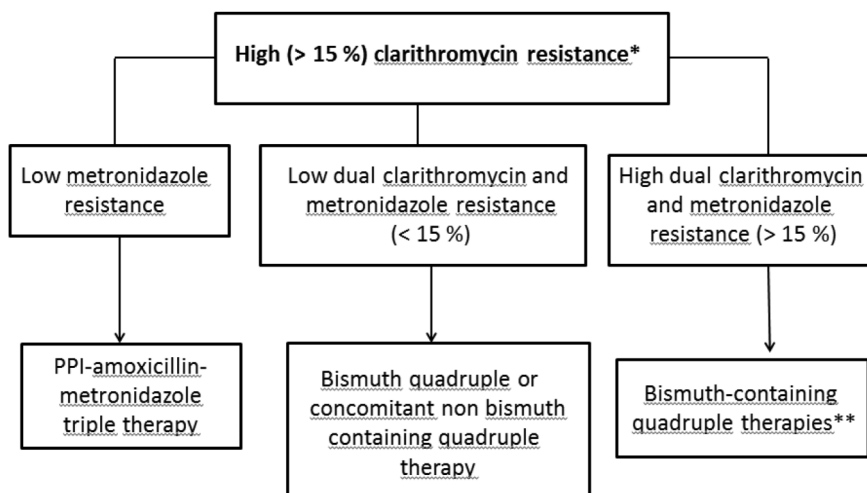 High (> 15 %) clarithromycin resistance*
Low metronidazole
resistance
Low dual clarithromycin and
metronidazole resistance
(< 15 %)
High dual clarithromycin
and metronidazole
resistance (> 15 %)
PPI-amoxicillin-
metronidazole
triple therapy
Bismuth quadruple or
concomitant non bismuth
containing quadruple
therapy
Bismuth-containing
quadruple therapies**